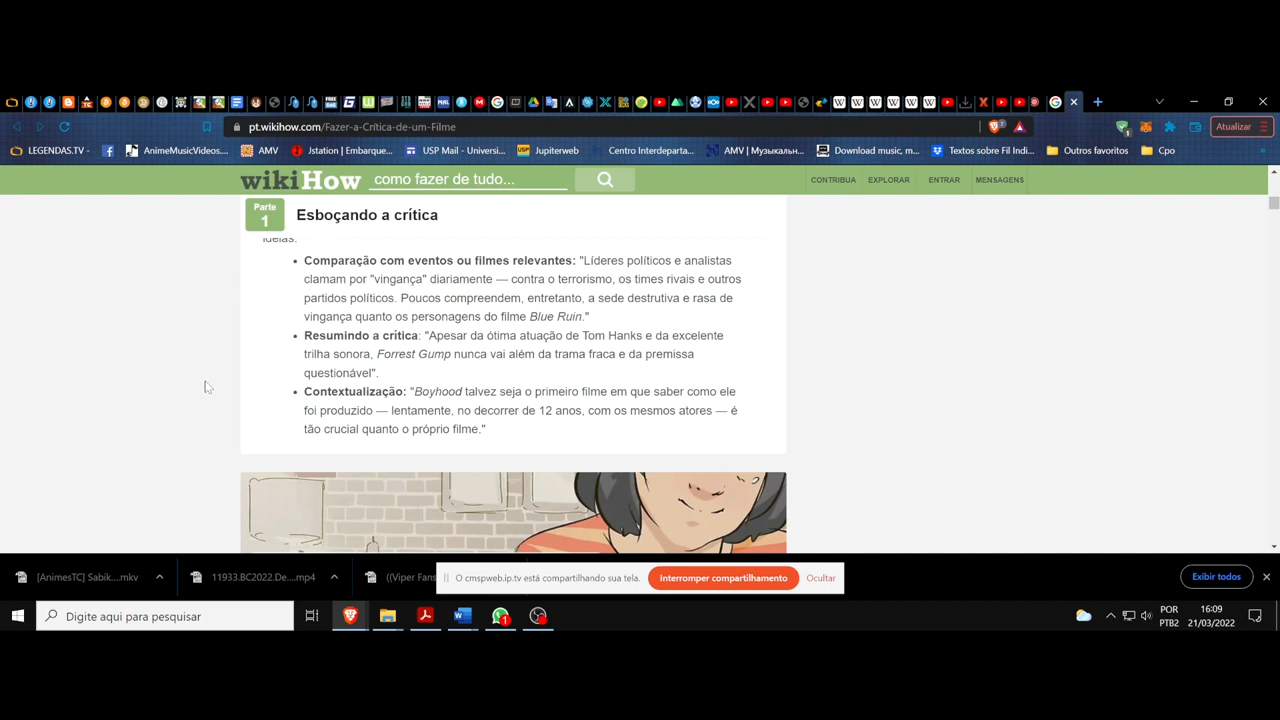 pt.wikihow.com/Fazer-a-Crítica-de-um-Filme
Atualizar
LEGENDAS.TV
AnimeMusicVideos...
AMV
Jstation | Embarque...
USP Mail - Universi...
Jupiterweb
Centro Interdeparta...
AMV | Музыкальн...
Download music, m...
Textos sobre Fil Indi...
Outros favoritos
Cpo
wikiHow
como fazer de tudo...
CONTRIBUA
EXPLORAR
ENTRAR
MENSAGENS
Parte
1
Esboçando a crítica
ideias:
Comparação com eventos ou filmes relevantes: "Líderes políticos e analistas
clamam por "vingança" diariamente — contra o terrorismo, os times rivais e outros
partidos políticos. Poucos compreendem, entretanto, a sede destrutiva e rasa de
vingança quanto os personagens do filme Blue Ruin."
Resumindo a crítica: "Apesar da ótima atuação de Tom Hanks e da excelente
trilha sonora, Forrest Gump nunca vai além da trama fraca e da premissa
questionável".
Contextualização: "Boyhood talvez seja o primeiro filme em que saber como ele
foi produzido — lentamente, no decorrer de 12 anos, com os mesmos atores — é
tão crucial quanto o próprio filme."
[AnimesTC] Sabik....mkv
11933.BC2022.De....mp4
((Viper Fans
O cmspweb.ip.tv está compartilhando sua tela.
Interromper compartilhamento
Ocultar
Exibir todos
Digite aqui para pesquisar
POR
PTB2
16:09
21/03/2022